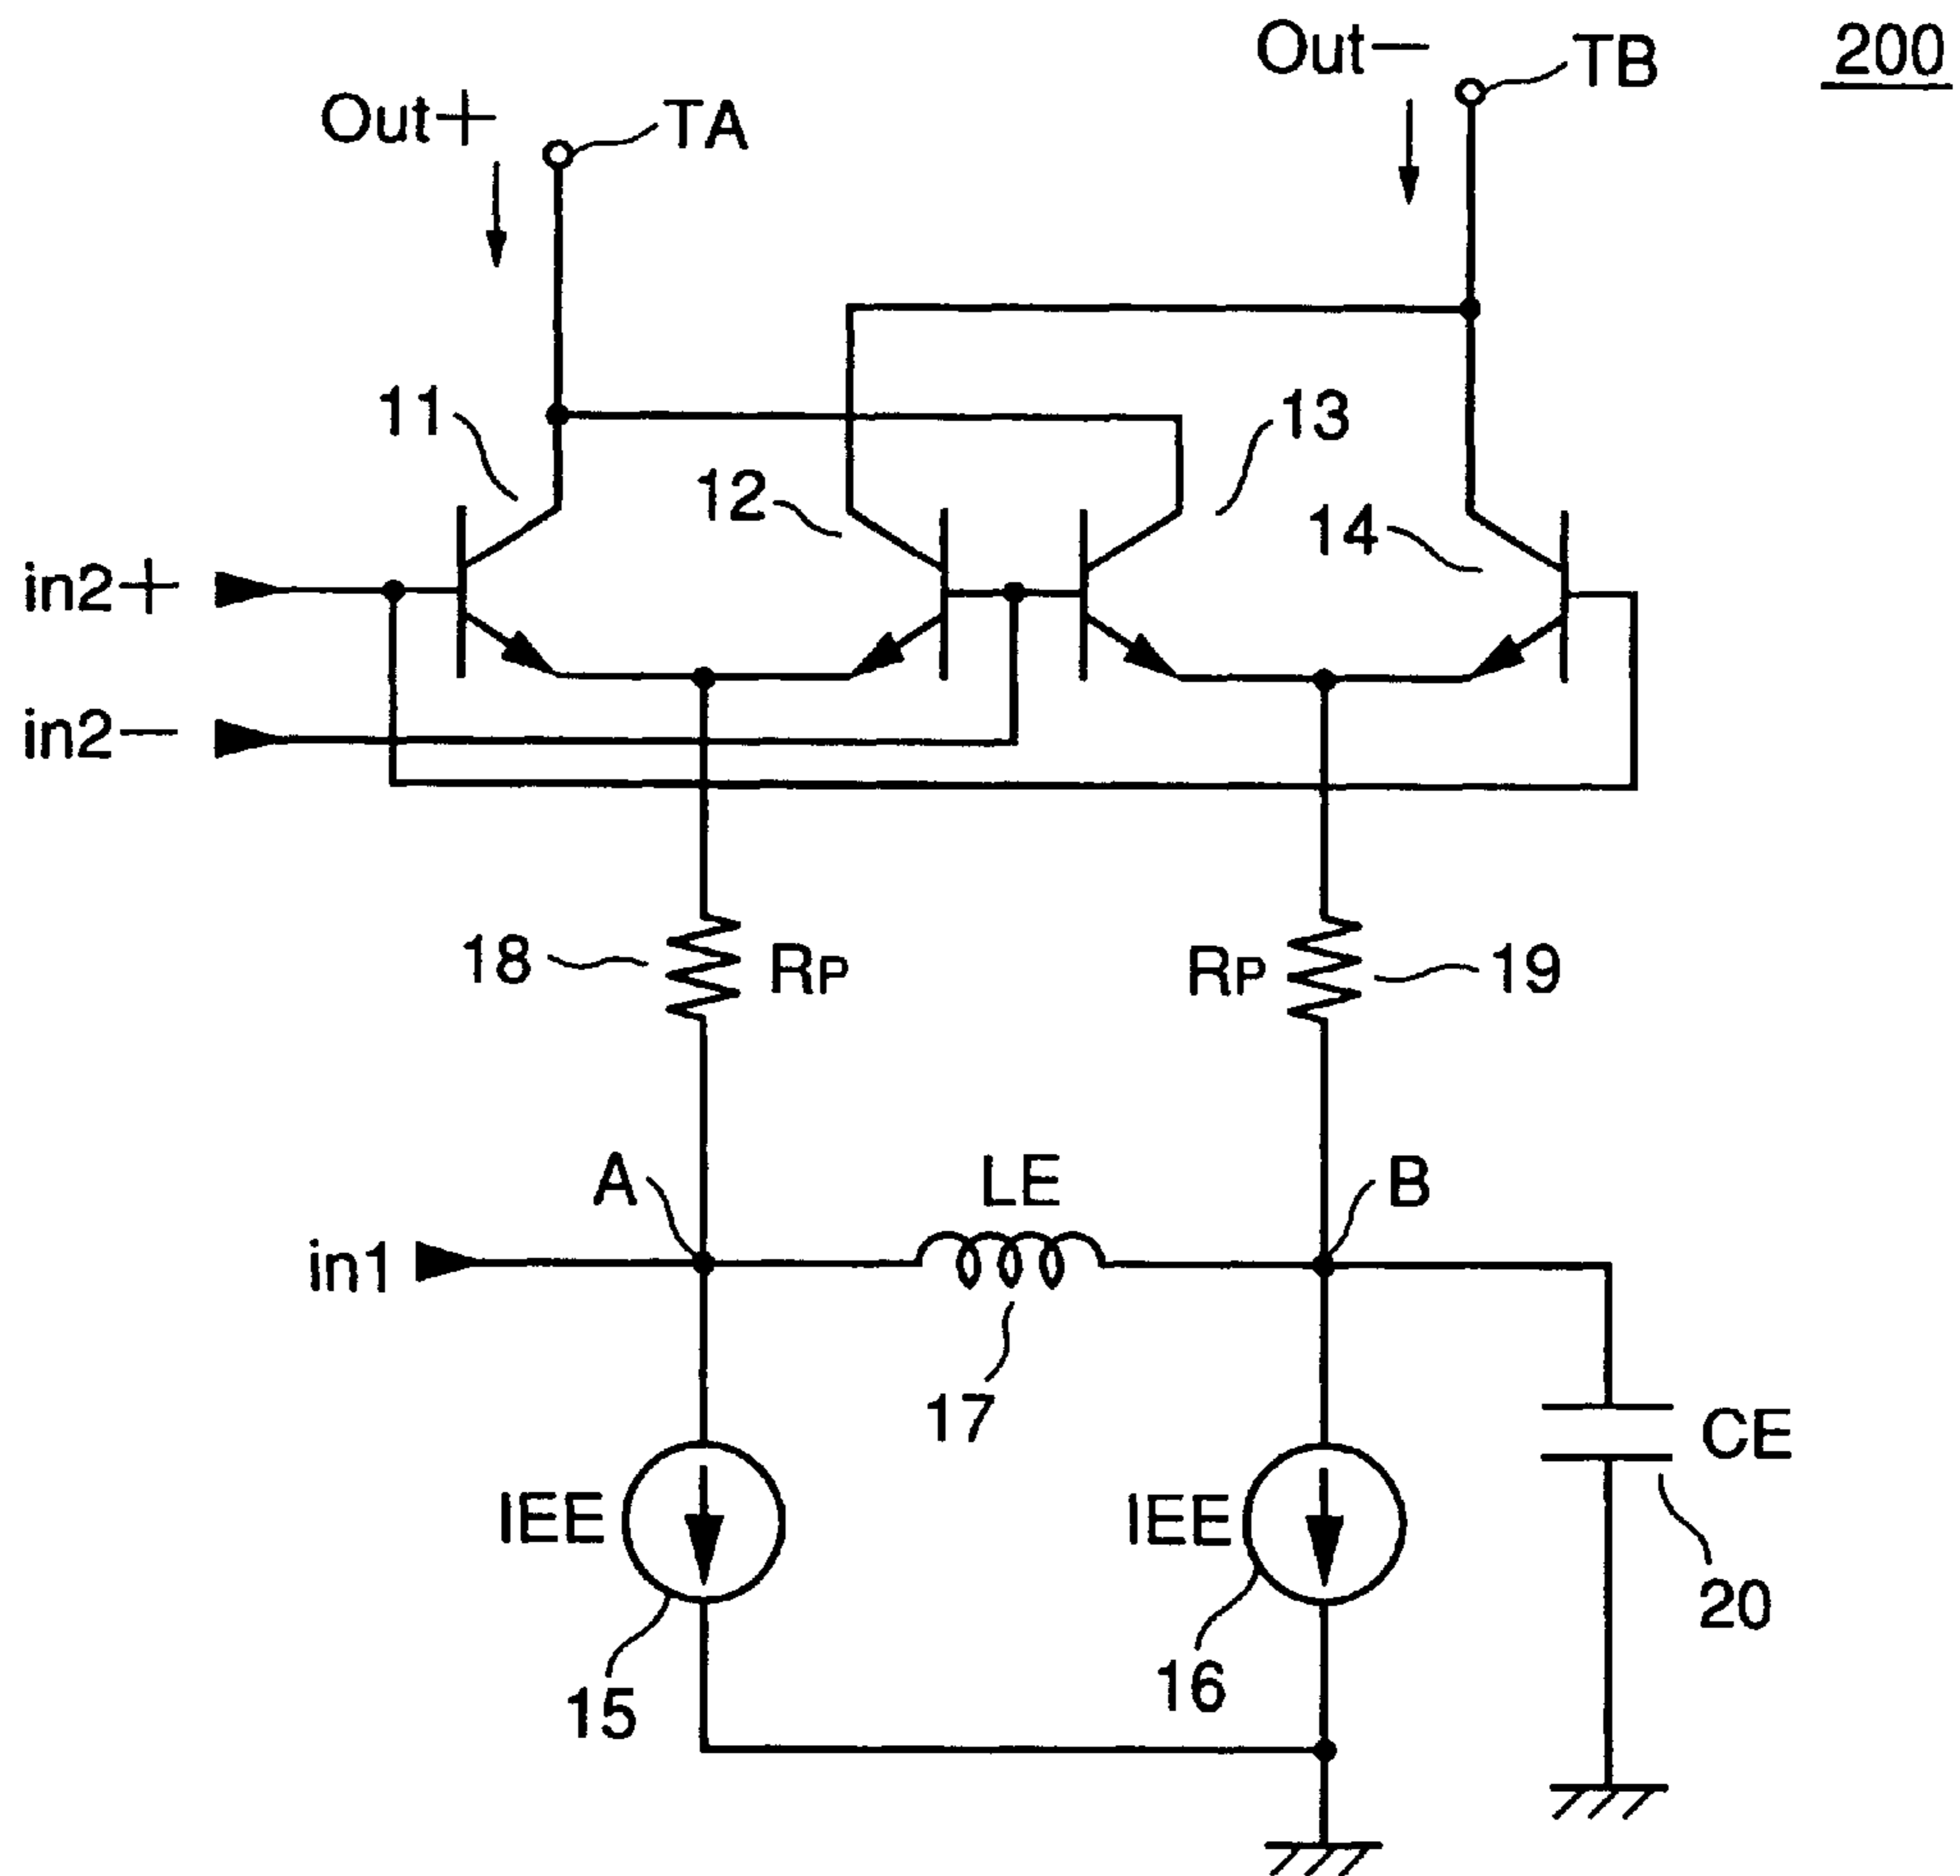 Out−
TB
200
Out+
TA
11
13
12
14
in2+
in2−
18
RP
RP
19
A
LE
B
in1
17
CE
IEE
IEE
20
16
15